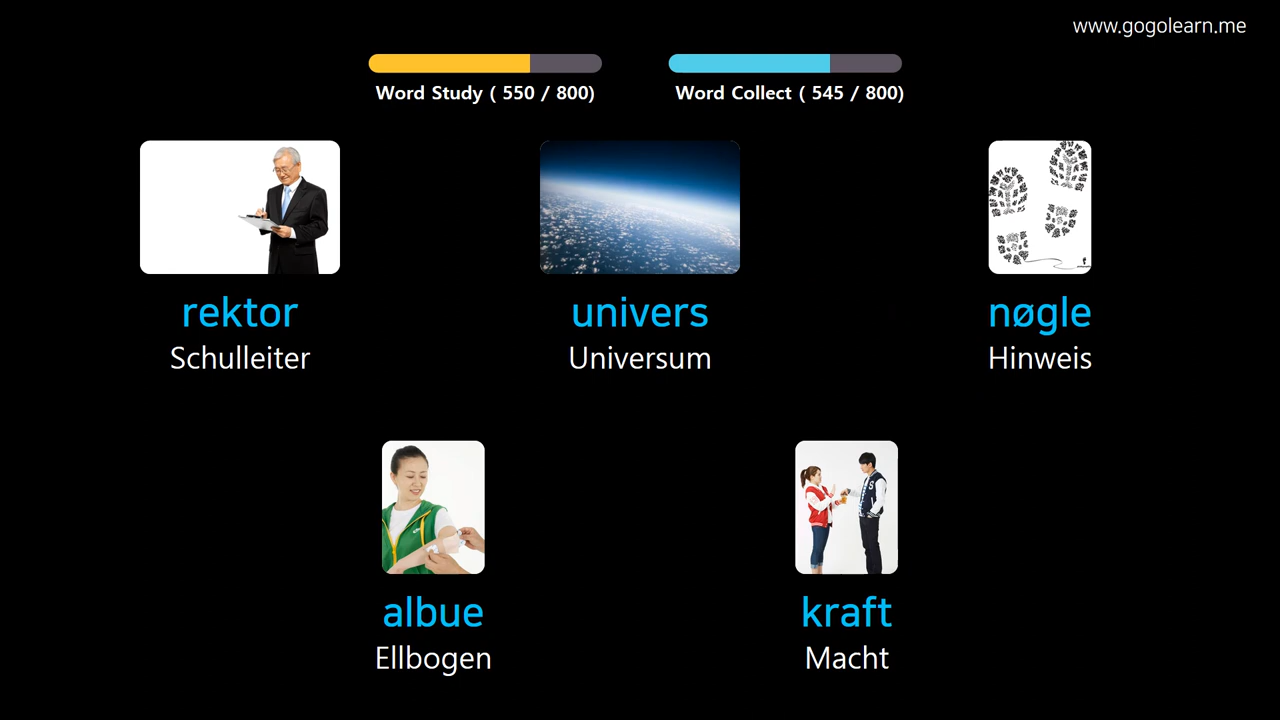 www.gogolearn.me
Word Study ( 550 / 800)
Word Collect ( 545 / 800)
rektor
Schulleiter
univers
Universum
nøgle
Hinweis
albue
Ellbogen
kraft
Macht